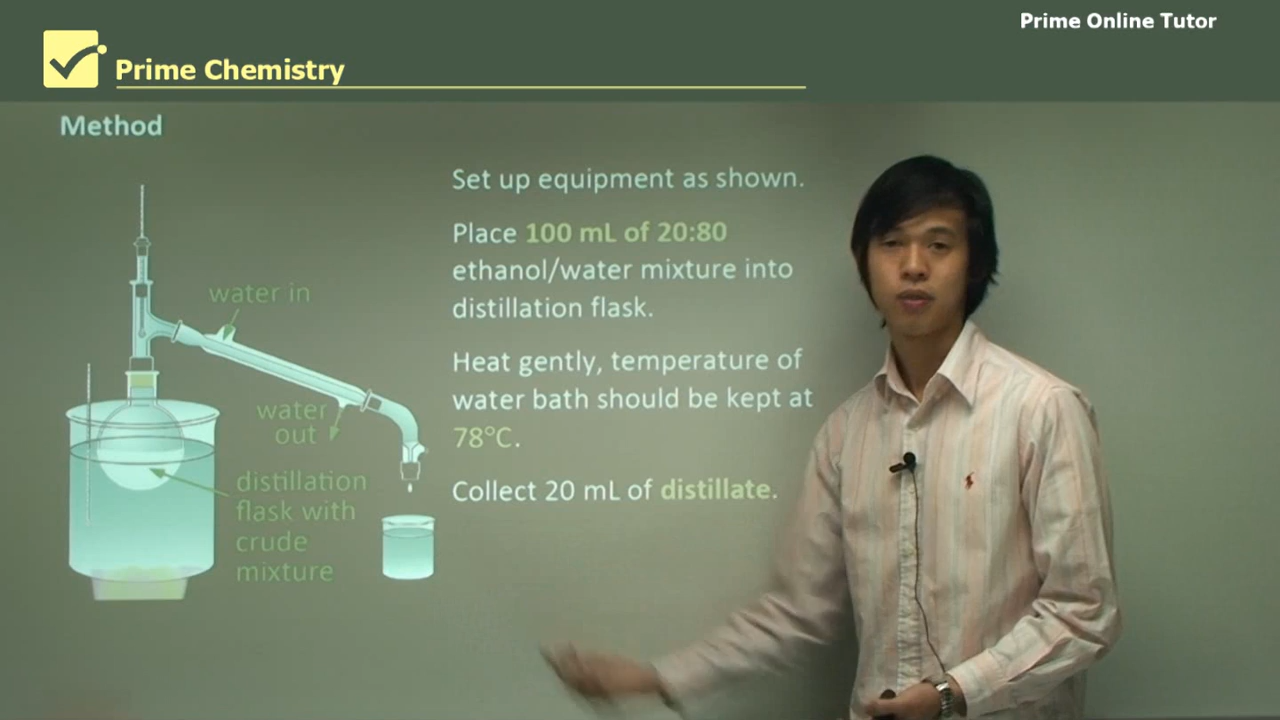 Prime Online Tutor
Prime Chemistry
Method
Set up equipment as shown.
Place 100 mL of 20:80
ethanol/water mixture into
distillation flask.
Heat gently, temperature of
water bath should be kept at
78°C.
Collect 20 mL of distillate.
water in
water
out
distillation
flask with
crude
mixture